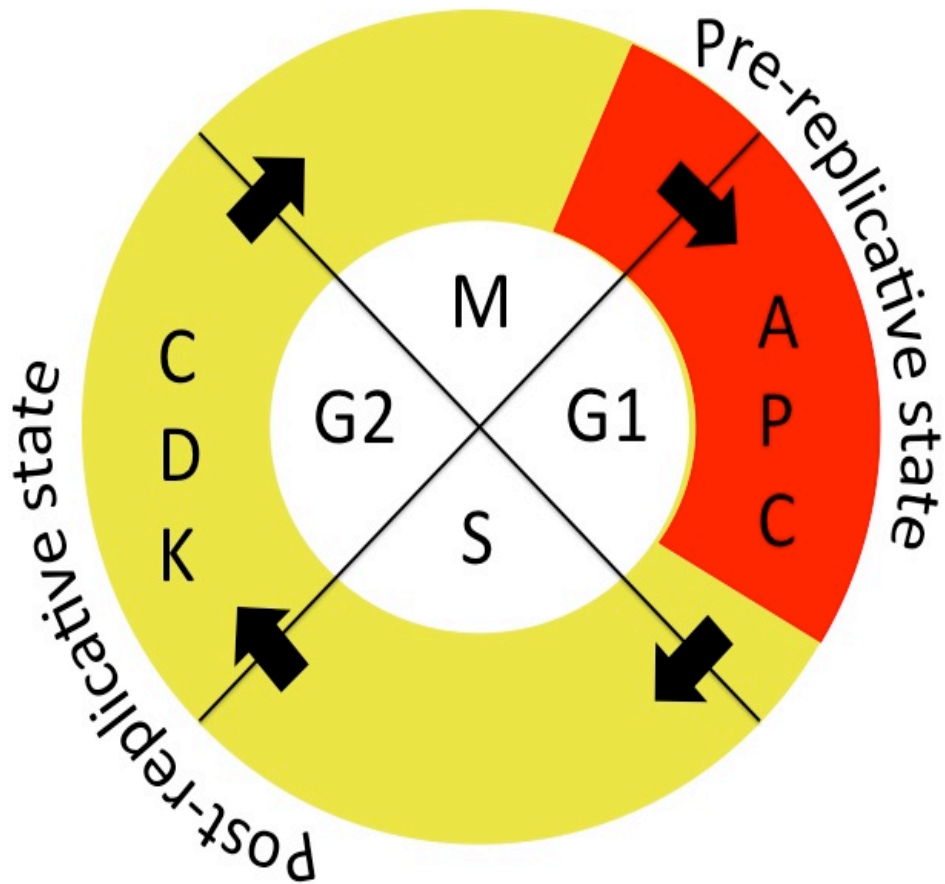 Pre-replicative state
M
G1
S
G2
A
P
C
C
D
K
Post-replicative state